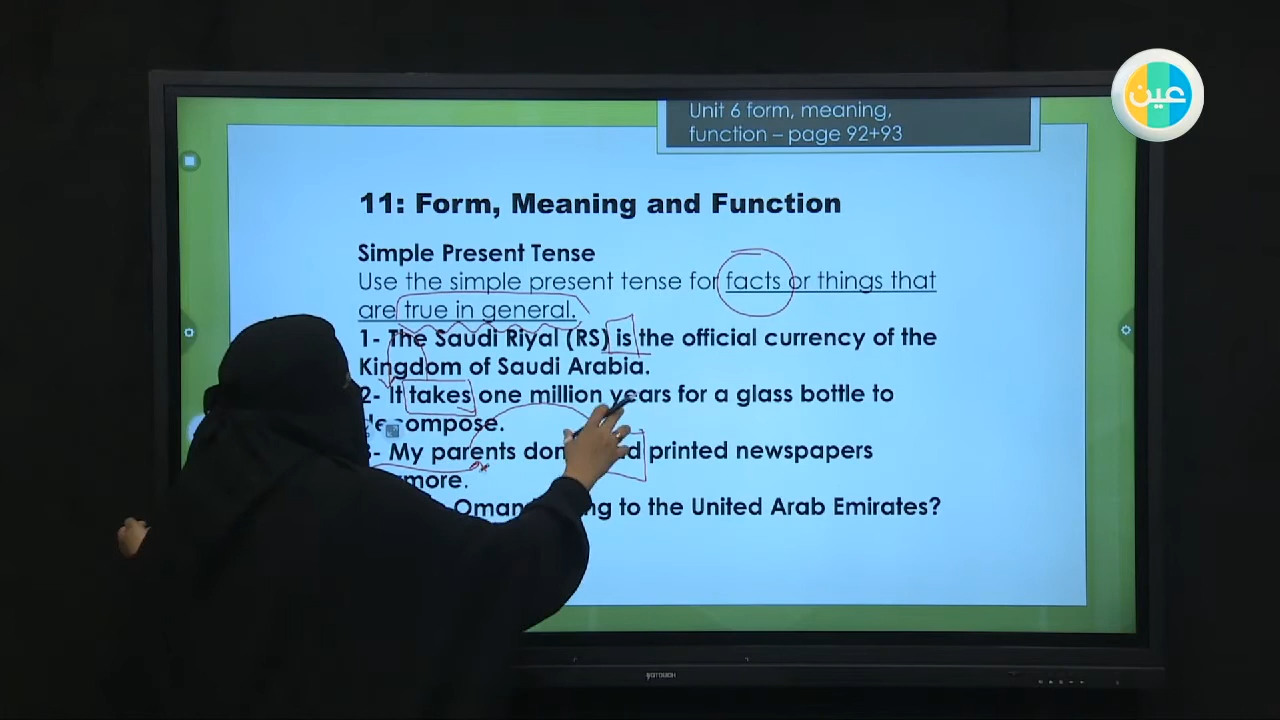 عين
Unit 6 form, meaning,
function – page 92+93
11: Form, Meaning and Function
Simple Present Tense
Use the simple present tense for facts or things that
are true in general.
1- The Saudi Riyal (RS) is the official currency of the
Kingdom of Saudi Arabia.
2- It takes one million years for a glass bottle to
ompose.
My parents don printed newspapers
more.
Oman to the United Arab Emirates?